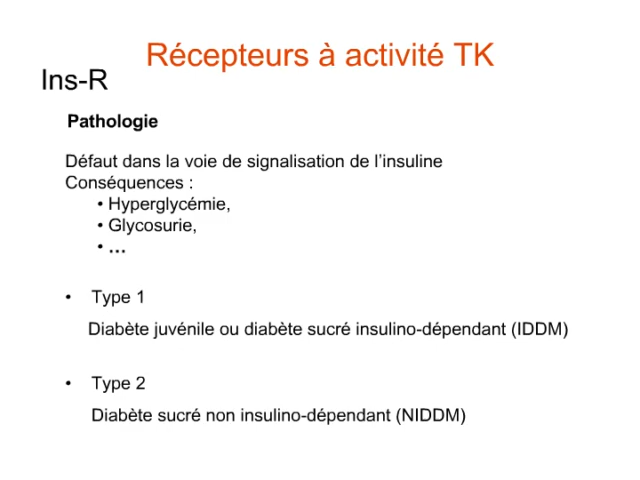 Récepteurs à activité TK
Ins-R
Pathologie
Défaut dans la voie de signalisation de l'insuline
Conséquences :
• Hyperglycémie,
• Glycosurie,
• …
• Type 1
Diabète juvénile ou diabète sucré insulino-dépendant (IDDM)
• Type 2
Diabète sucré non insulino-dépendant (NIDDM)